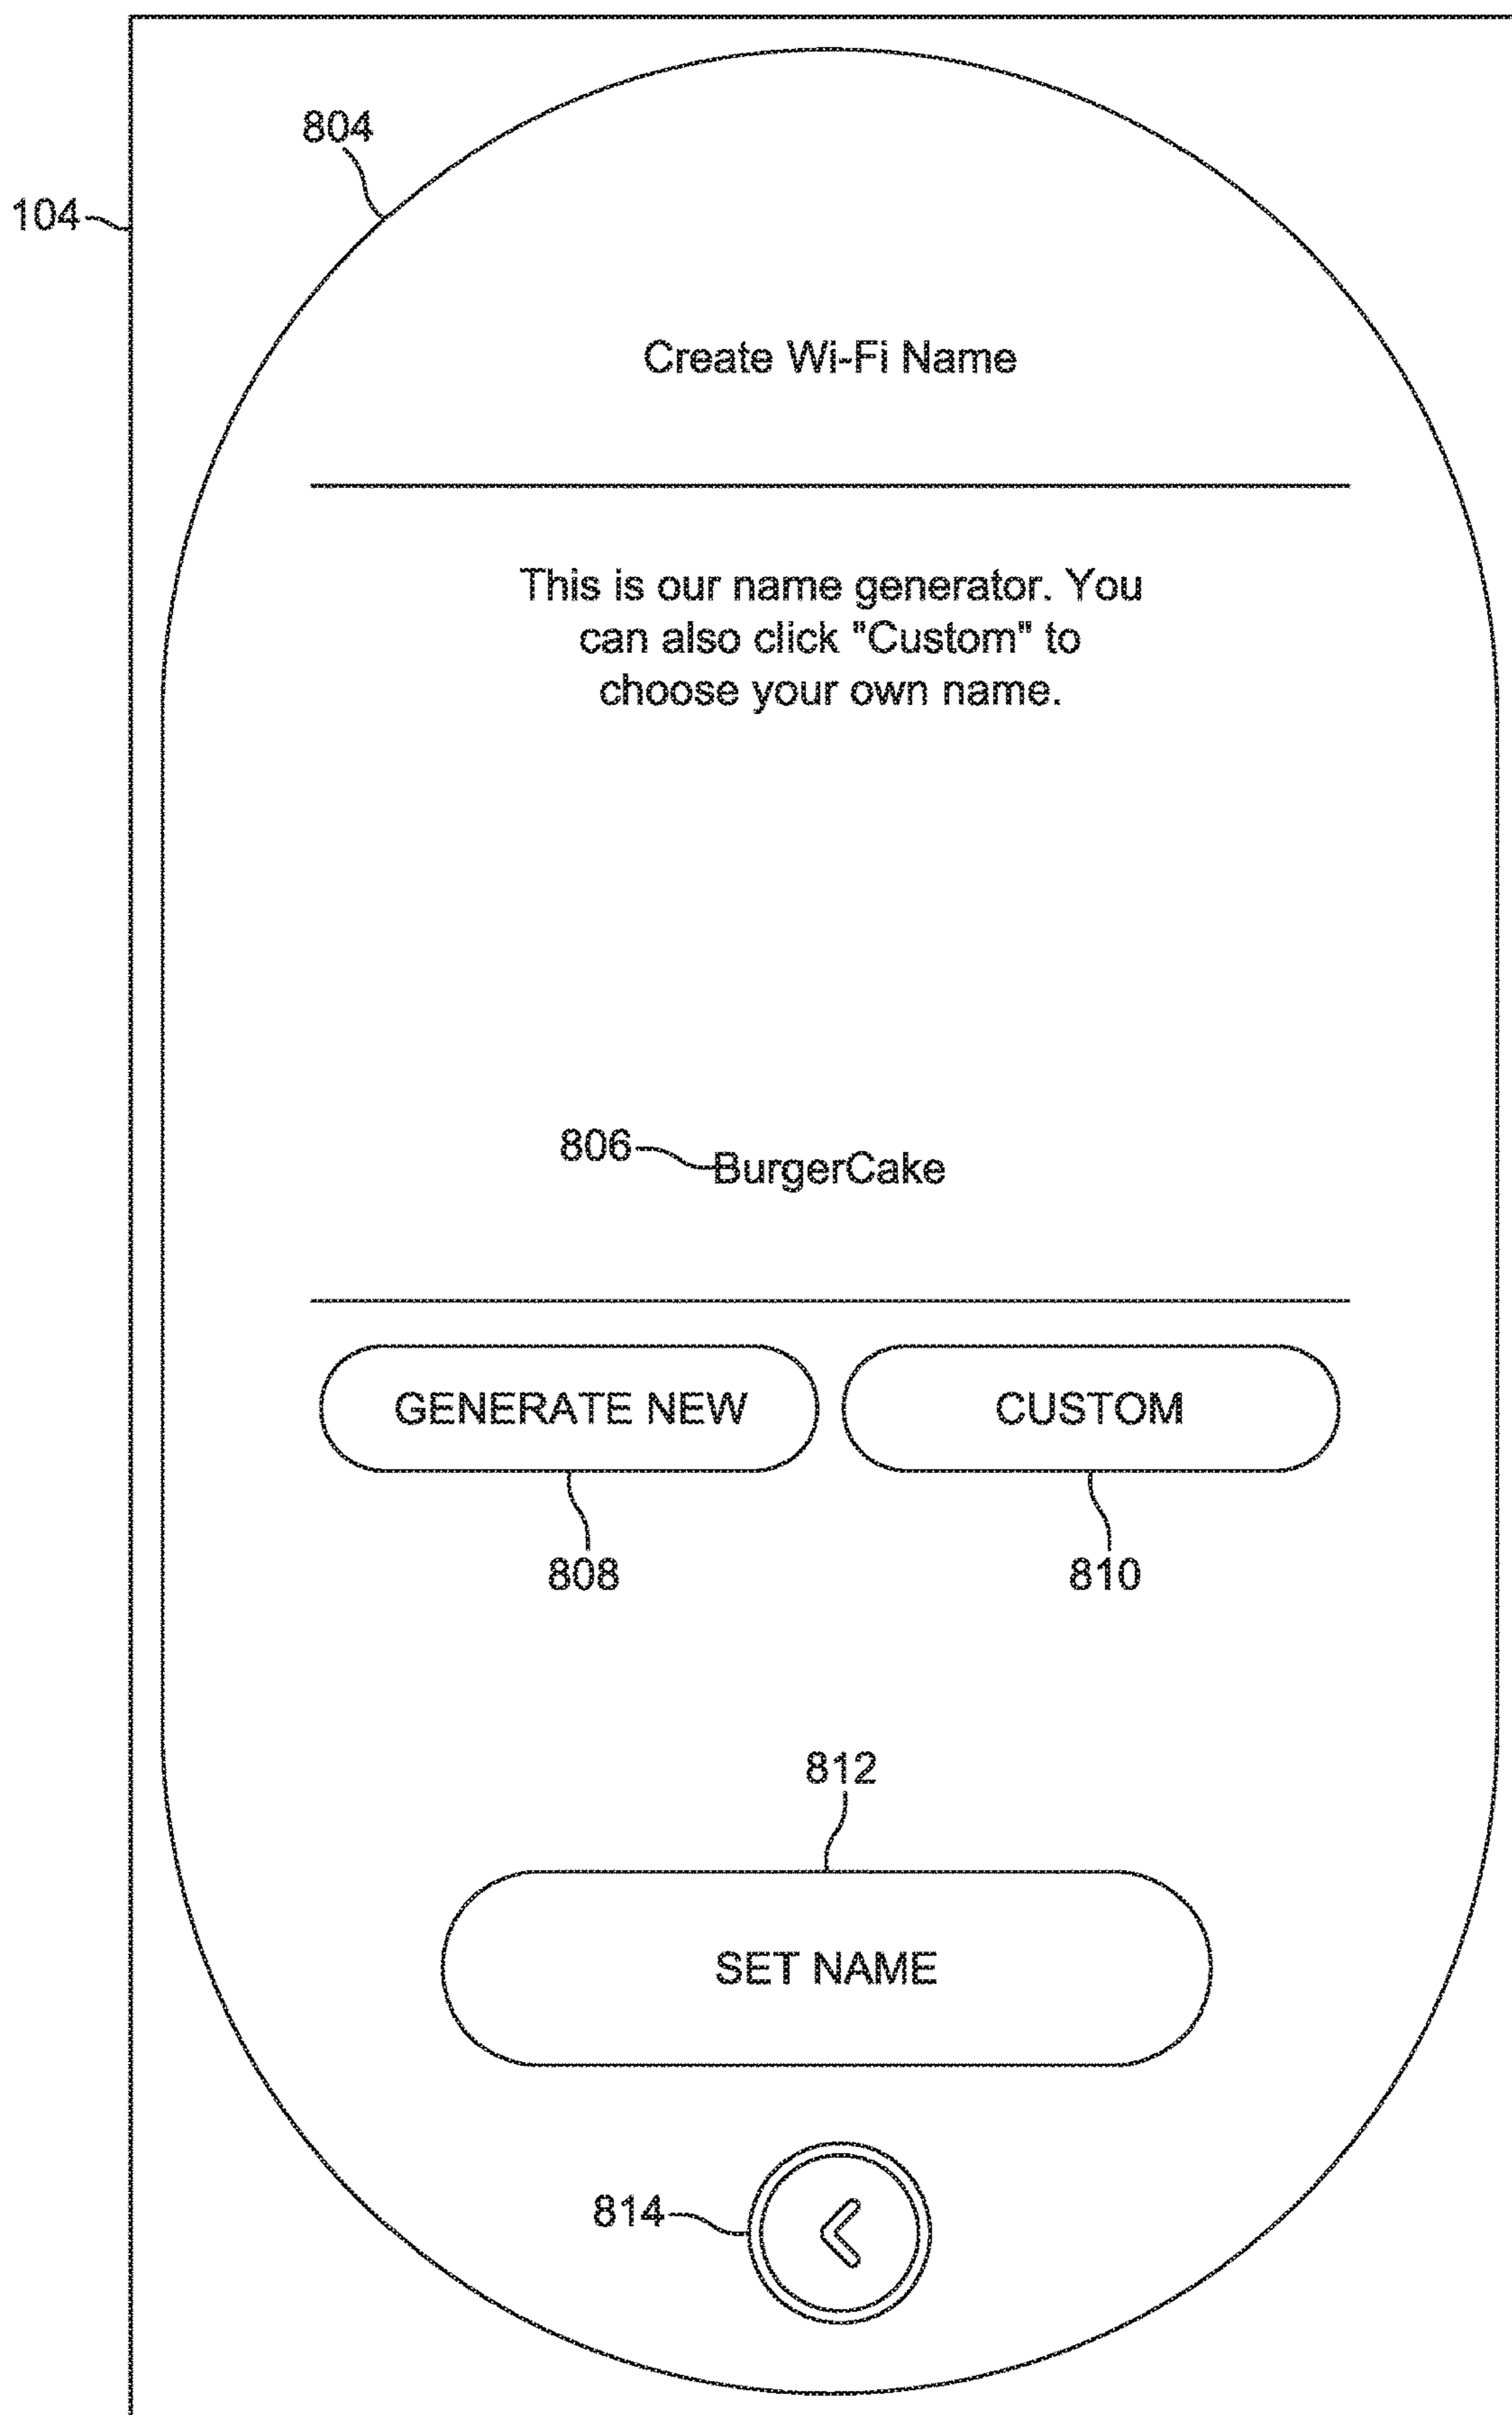 804
104
Create Wi-Fi Name
This is our name generator. You
can also click "Custom" to
choose your own name.
806
BurgerCake
GENERATE NEW
CUSTOM
808
810
812
SET NAME
814